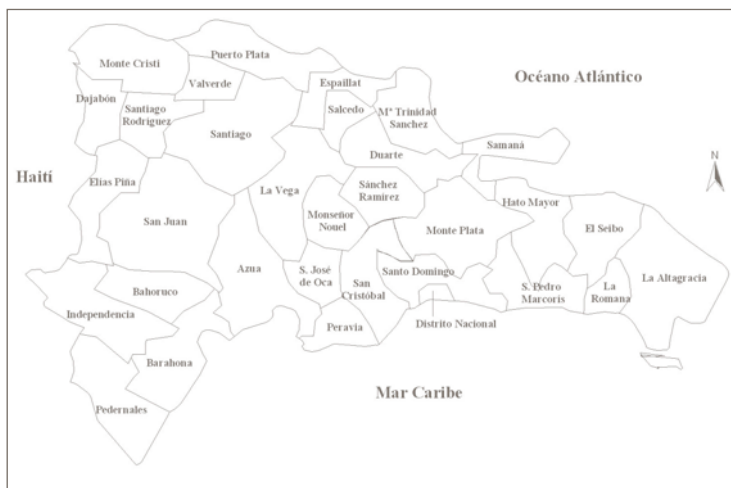 Puerto Plata
Monte Cristi
Océano Atlántico
Valverde
Espaillat
Dajabón
Santiago
Rodriguez
Salcedo
Mª Trinidad
Sanchez
Santiago
Samaná
Duarte
N
Haití
Elías Piña
La Vega
Sánchez
Ramírez
Hato Mayor
San Juan
Monseñor
Nouel
Monte Plata
El Seibo
Azua
S. José
de Oca
San
Cristóbal
Santo Domingo
La Altagracia
Bahoruco
S. Pedro
Marcorís
La
Romana
Independencia
Peravia
Distrito Nacional
Barahona
Mar Caribe
Pedernales